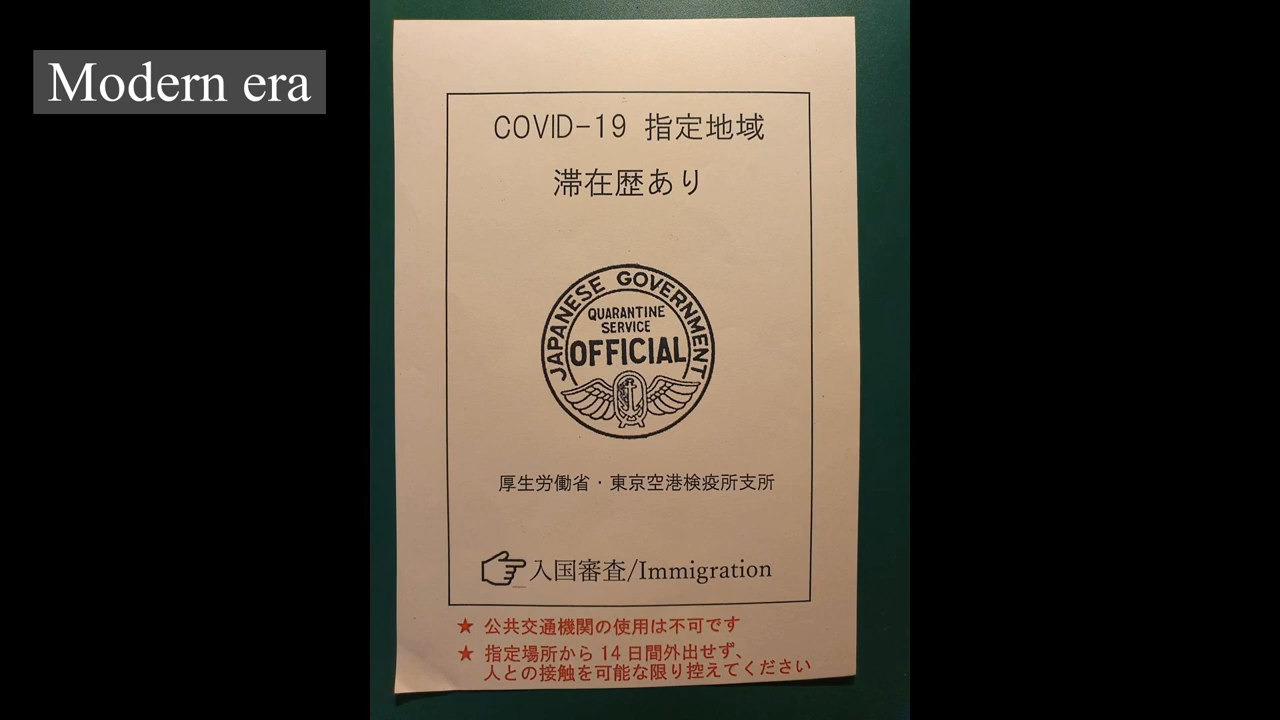 Modern era
COVID-19 指定地域
滞在歴あり
JAPANESE GOVERNMENT
QUARANTINE
SERVICE
OFFICIAL
厚生労働省・東京空港検疫所支所
入国審査/Immigration
★ 公共交通機関の使用は不可です
★ 指定場所から 14 日間外出せず、
人との接触を可能な限り控えてください